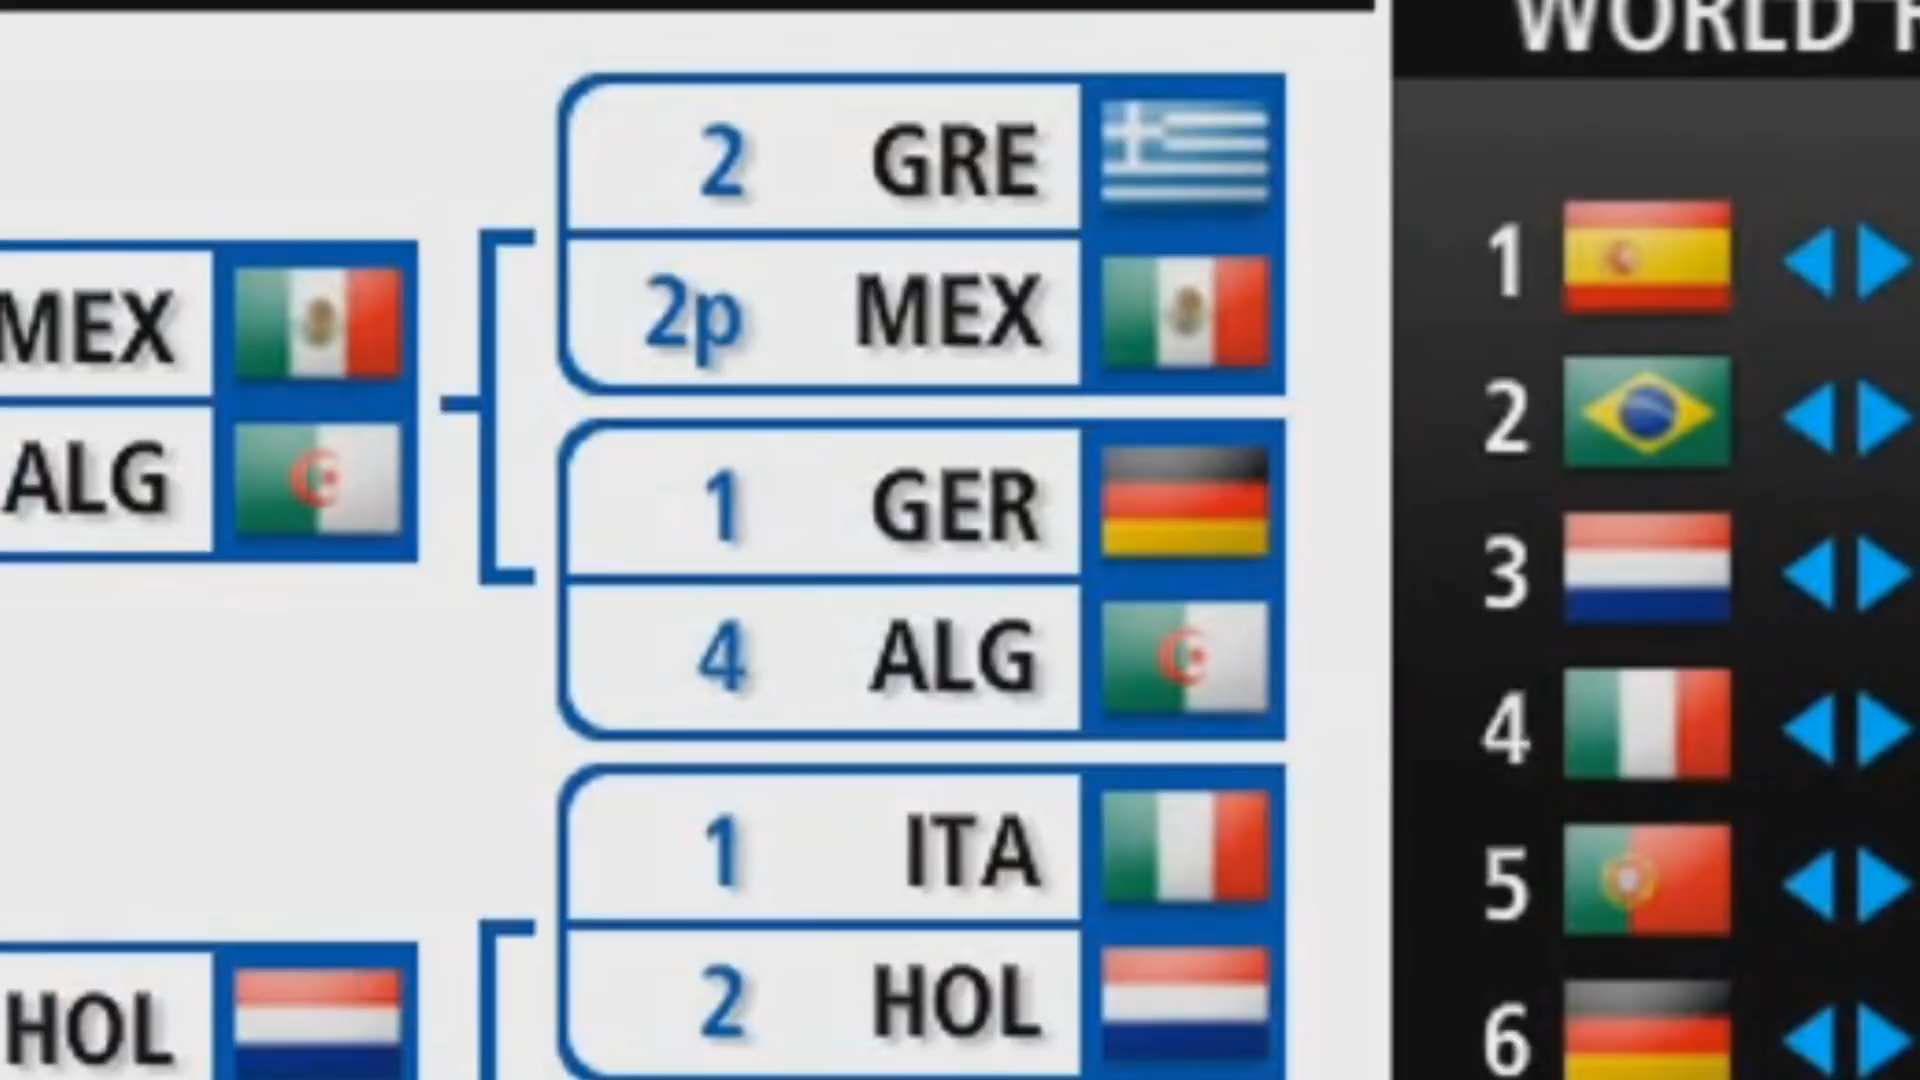 WORLD
2 GRE
2p MEX
MEX
ALG
1 GER
4 ALG
1 ITA
2 HOL
HOL
1
2
3
4
5
6